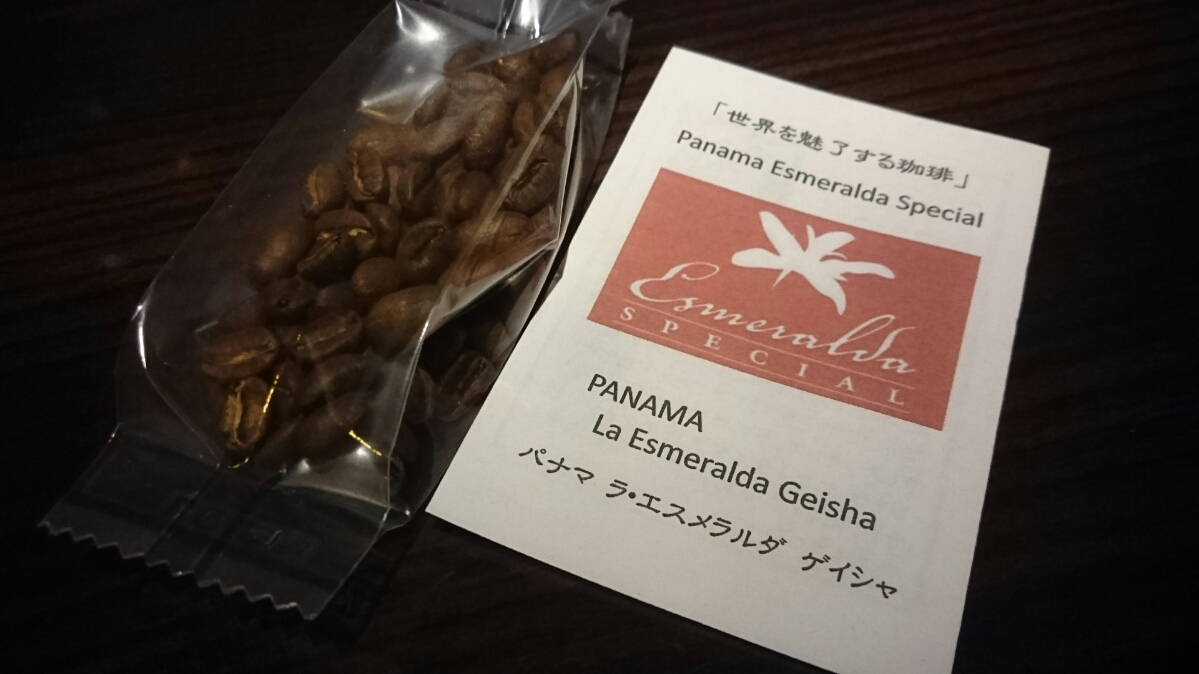 「世界を魅了する珈琲」
Panama Esmeralda Special
Esmeralda
SPECIAL
PANAMA
La Esmeralda Geisha
パナマ ラ・エスメラルダ ゲイシャ